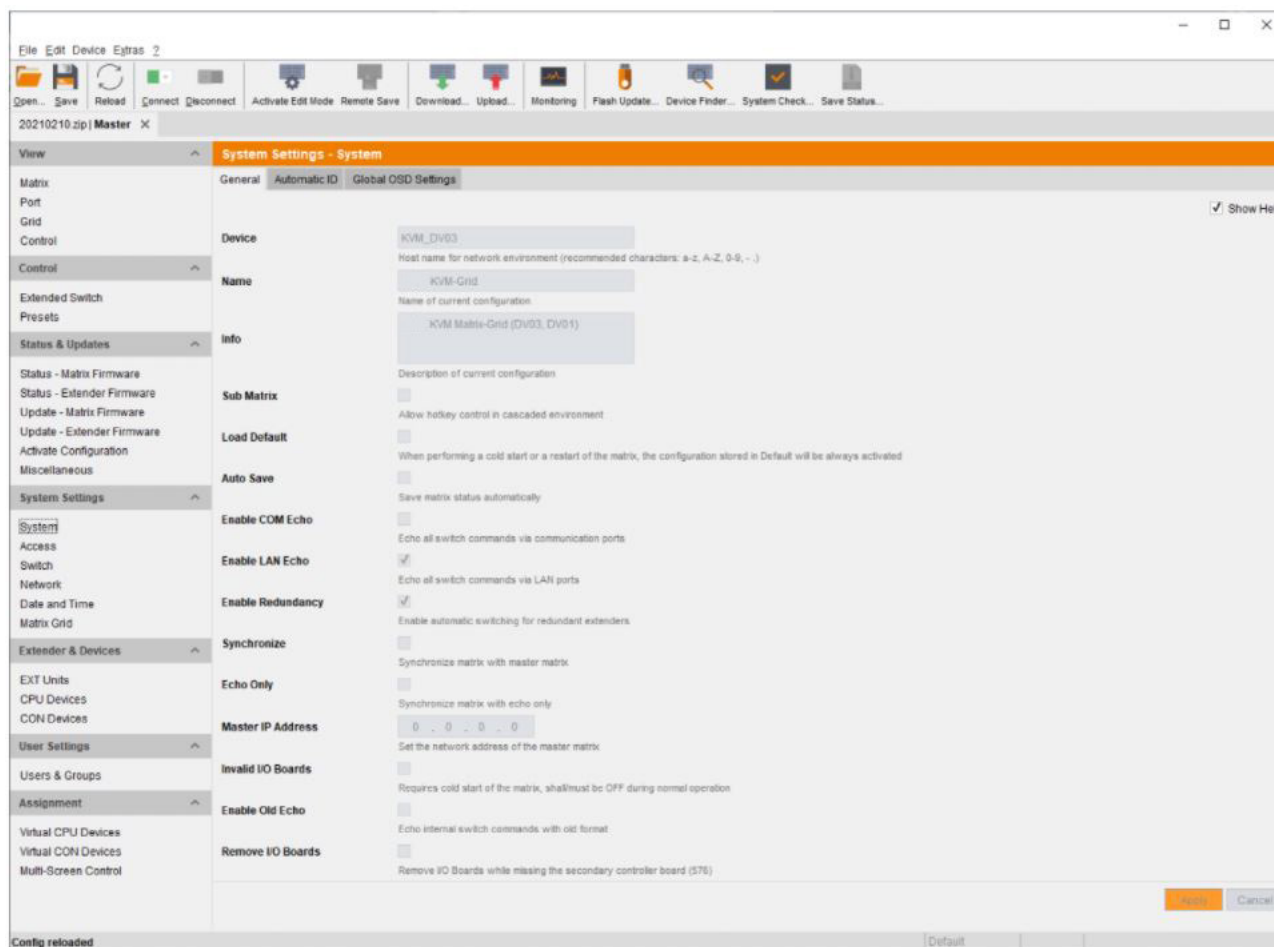 File Edit Device Extras ?
Open... Save Reload Connect Disconnect Activate Edit Mode Remote Save Download... Upload... Monitoring Flash Update... Device Finder... System Check... Save Status...
20210210.zip | Master X
View
Matrix
Port
Grid
Control
Control
Extended Switch
Presets
Status & Updates
Status - Matrix Firmware
Status - Extender Firmware
Update - Matrix Firmware
Update - Extender Firmware
Activate Configuration
Miscellaneous
System Settings
System
Access
Switch
Network
Date and Time
Matrix Grid
Extender & Devices
EXT Units
CPU Devices
CON Devices
User Settings
Users & Groups
Assignment
Virtual CPU Devices
Virtual CON Devices
Multi-Screen Control
System Settings - System
General Automatic ID Global OSD Settings
Show He
Device KVM_DV03
Host name for network environment (recommended characters: a-z, A-Z, 0-9, - .)
Name KVM-Grid
Name of current configuration
Info KVM Matrix-Grid (DV03, DV01)
Description of current configuration
Sub Matrix
Allow hotkey control in cascaded environment
Load Default
When performing a cold start or a restart of the matrix, the configuration stored in Default will be always activated
Auto Save
Save matrix status automatically
Enable COM Echo
Echo all switch commands via communication ports
Enable LAN Echo
Echo all switch commands via LAN ports
Enable Redundancy
Enable automatic switching for redundant extenders
Synchronize
Synchronize matrix with master matrix
Echo Only
Synchronize matrix with echo only
Master IP Address 0 . 0 . 0 . 0
Set the network address of the master matrix
Invalid I/O Boards
Requires cold start of the matrix, shall/must be OFF during normal operation
Enable Old Echo
Echo internal switch commands with old format
Remove I/O Boards
Remove I/O Boards while missing the secondary controller board (576)
Apply Cancel
Config reloaded Default